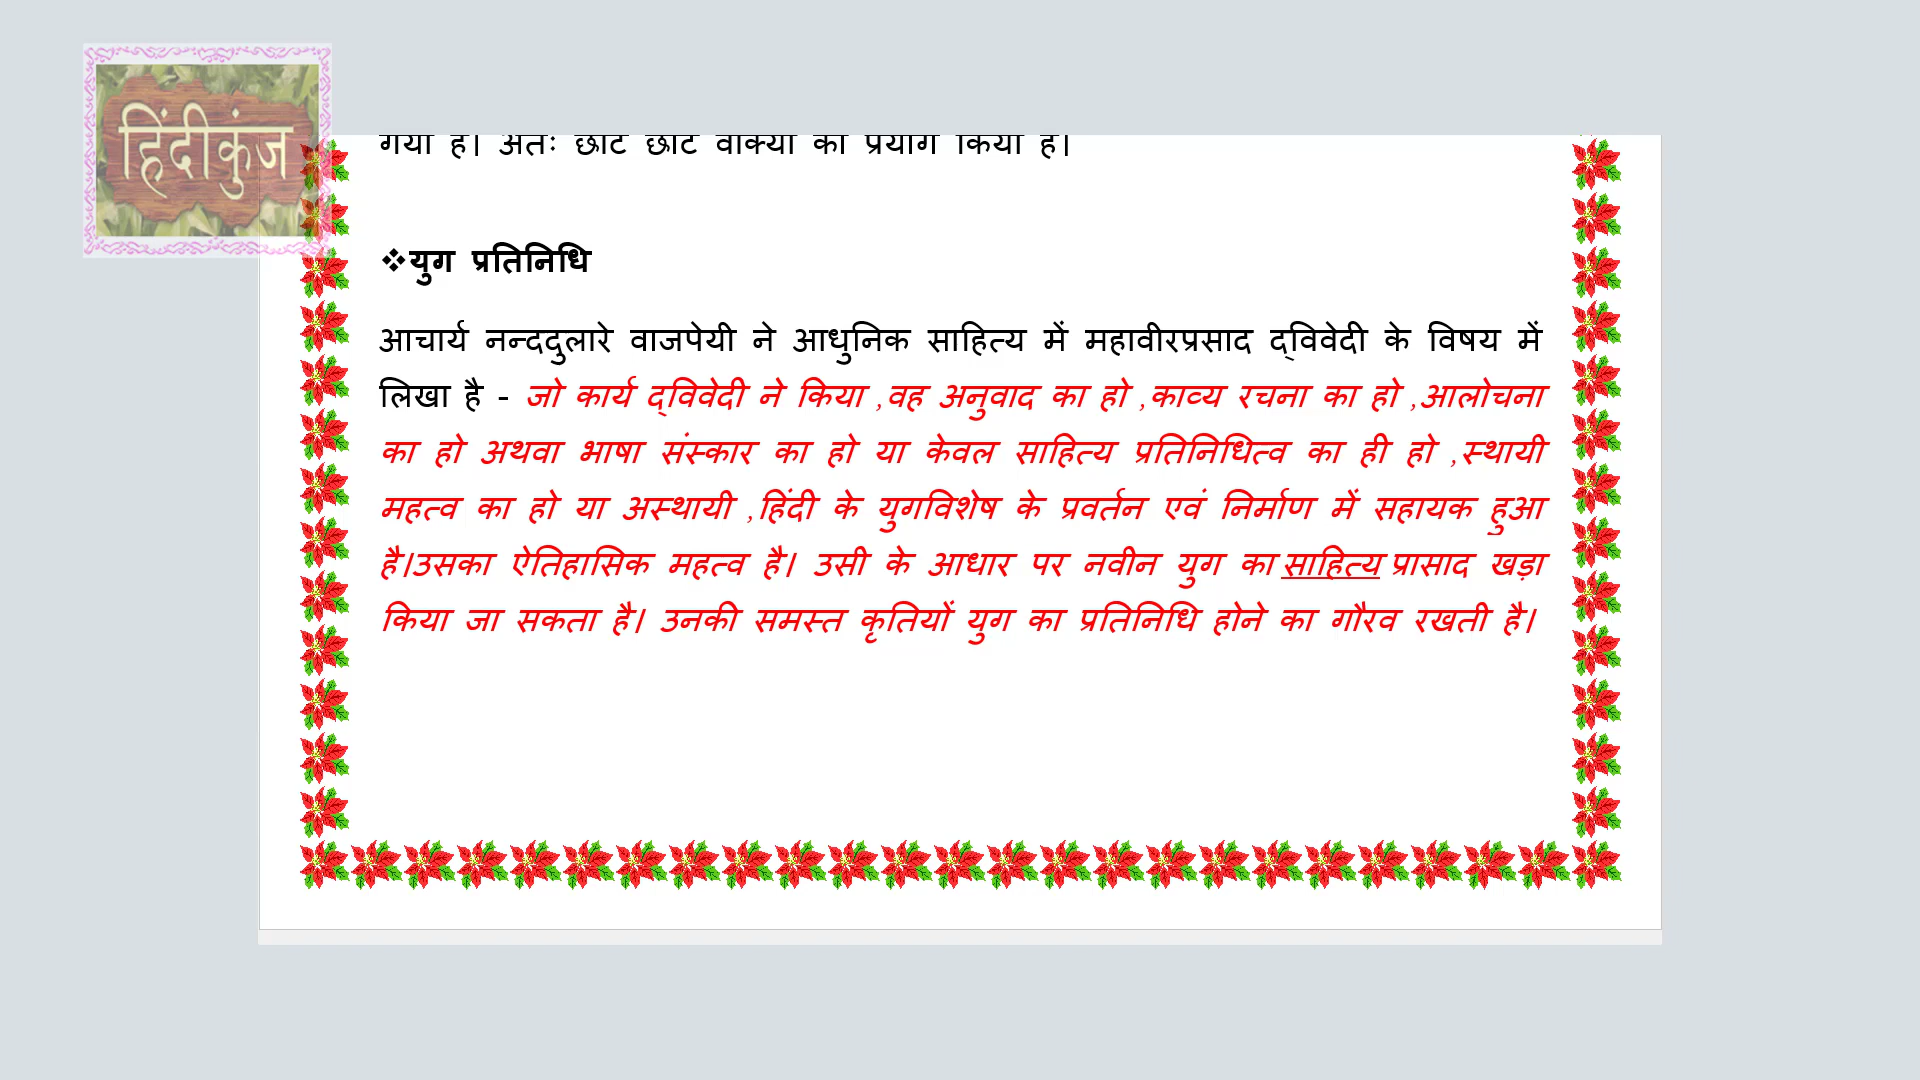 हिंदीकुंज
गया है। अतः छोटे छोटे वाक्यों का प्रयोग किया है।
❖युग प्रतिनिधि
आचार्य नन्ददुलारे वाजपेयी ने आधुनिक साहित्य में महावीरप्रसाद द्विवेदी के विषय में
लिखा है - जो कार्य द्विवेदी ने किया ,वह अनुवाद का हो ,काव्य रचना का हो ,आलोचना
का हो अथवा भाषा संस्कार का हो या केवल साहित्य प्रतिनिधित्व का ही हो ,स्थायी
महत्व का हो या अस्थायी ,हिंदी के युगविशेष के प्रवर्तन एवं निर्माण में सहायक हुआ
है।उसका ऐतिहासिक महत्व है। उसी के आधार पर नवीन युग का साहित्य प्रासाद खड़ा
किया जा सकता है। उनकी समस्त कृतियों युग का प्रतिनिधि होने का गौरव रखती है।